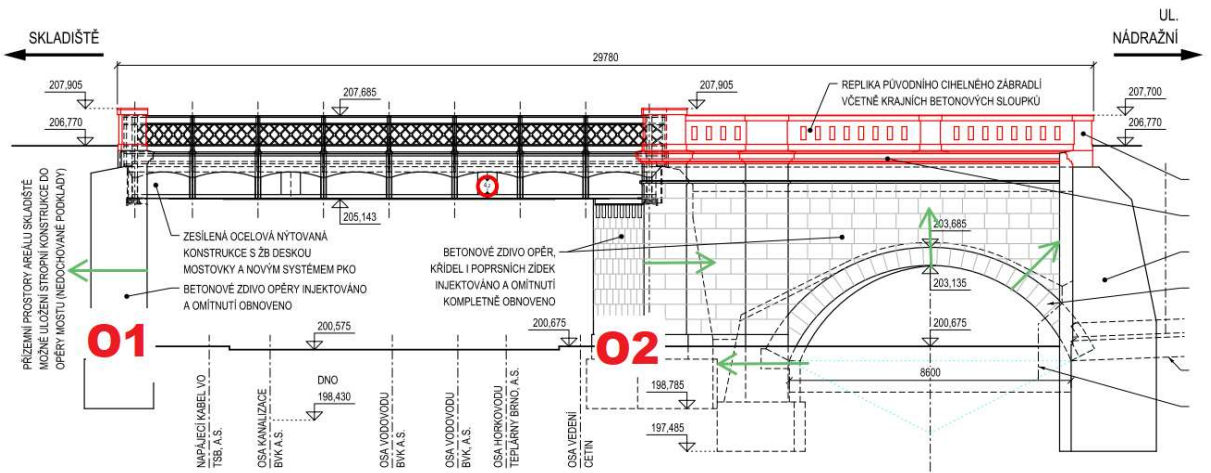 SKLADIŠTĚ
UL.
NÁDRAŽNÍ
29780
207,905
207,685
207,905
REPLIKA PŮVODNÍHO CIHELNÉHO ZÁBRADLÍ
VČETNĚ KRAJNÍCH BETONOVÝCH SLOUPKŮ
207,700
206,770
206,770
PŘÍZEMNÍ PROSTORY AREÁLU SKLADIŠTĚ
MOŽNÉ ULOŽENÍ STROPNÍ KONSTRUKCE DO
OPĚRY MOSTU (NEDOCHOVANÉ PODKLADY)
205,143
ZESÍLENÁ OCELOVÁ NÝTOVANÁ
KONSTRUKCE S ŽB DESKOU
MOSTOVKY A NOVÝM SYSTÉMEM PKO
BETONOVÉ ZDIVO OPĚRY INJEKTOVÁNO
A OMÍTNUTÍ OBNOVENO
BETONOVÉ ZDIVO OPĚR,
KŘÍDEL I POPRSNÍCH ZÍDEK
INJEKTOVÁNO A OMÍTNUTÍ
KOMPLETNĚ OBNOVENO
203,685
203,135
O1
200,575
200,675
O2
200,675
8600
DNO
198,430
198,785
197,485
NAPÁJECÍ KABEL VO
TSB, A.S.
OSA KANALIZACE
BVK A.S.
OSA VODOVODU
BVK A.S.
OSA VODOVODU
BVK, A.S.
OSA HORKOVODU
TEPLÁRNY BRNO, A.S.
OSA VEDENÍ
CETIN